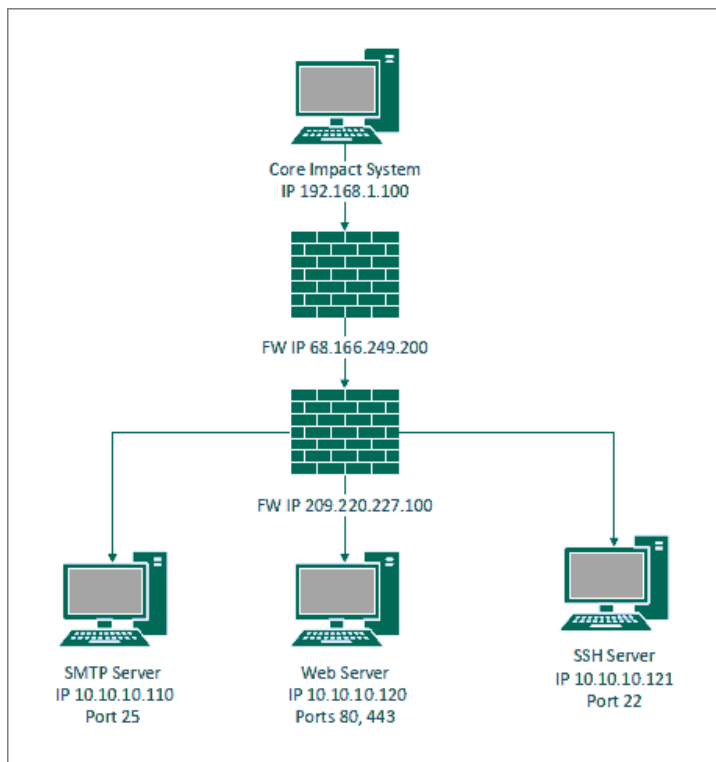 Core Impact System
IP 192.168.1.100
FW IP 68.166.249.200
FW IP 209.220.227.100
SMTP Server
IP 10.10.10.110
Port 25
Web Server
IP 10.10.10.120
Ports 80, 443
SSH Server
IP 10.10.10.121
Port 22